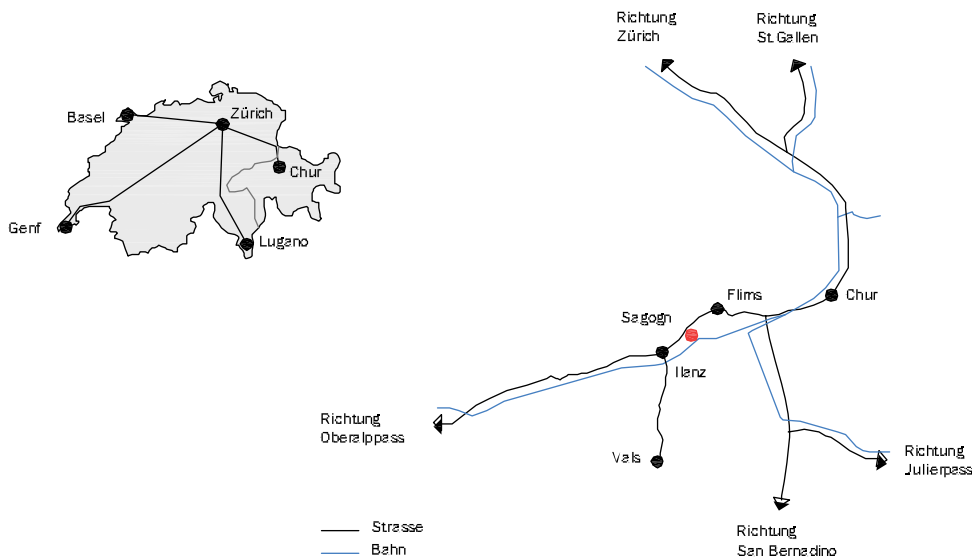 Richtung
Zürich
Richtung
St.Gallen
Basel
Zürich
Chur
Genf
Lugano
Flims
Chur
Sagogn
Ilanz
Richtung
Oberalppass
Vals
Richtung
Julierpass
Richtung
San Bernadino
Strasse
Bahn